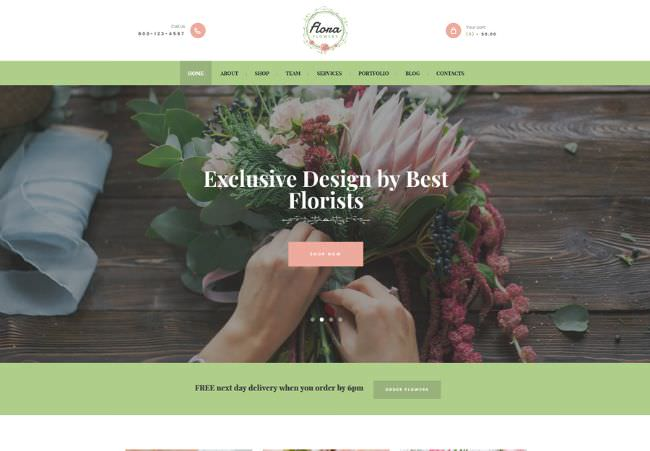 Call us
800-123-4567
Flora
FLOWERS
Your cart
(0) - $0.00
HOME
ABOUT
SHOP
TEAM
SERVICES
PORTFOLIO
BLOG
CONTACTS
Exclusive Design by Best
Florists
SHOP NOW
FREE next day delivery when you order by 6pm
ORDER FLOWERS